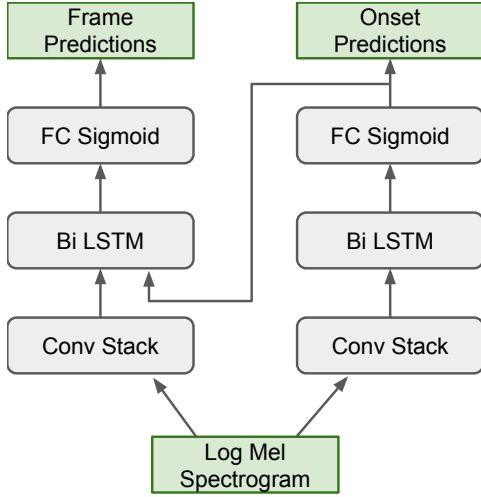 Frame
Predictions
Onset
Predictions
FC Sigmoid
FC Sigmoid
Bi LSTM
Bi LSTM
Conv Stack
Conv Stack
Log Mel
Spectrogram